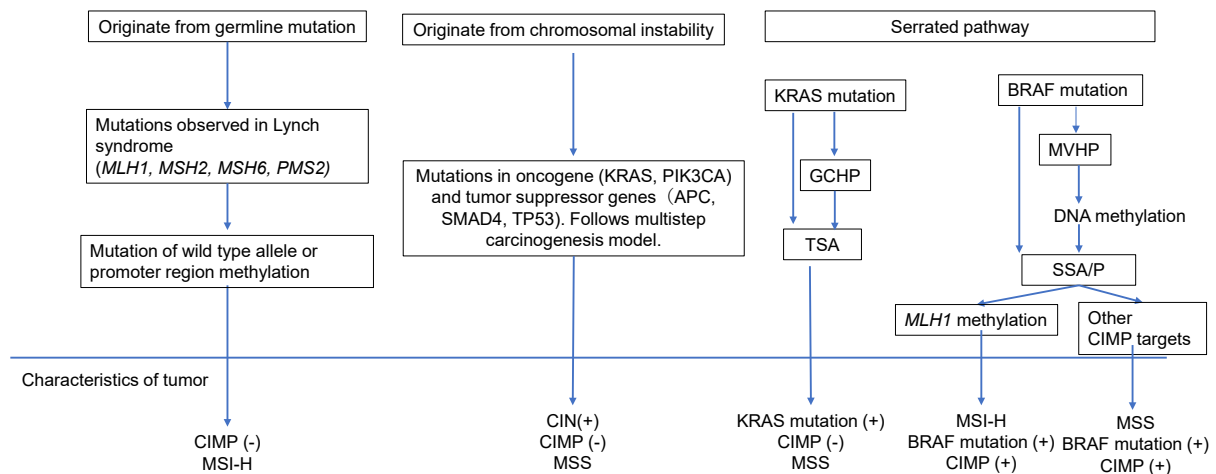 Originate from germline mutation
Mutations observed in Lynch
syndrome
(MLH1, MSH2, MSH6, PMS2)
Mutation of wild type allele or
promoter region methylation
Originate from chromosomal instability
Mutations in oncogene (KRAS, PIK3CA)
and tumor suppressor genes（APC,
SMAD4, TP53). Follows multistep
carcinogenesis model.
Serrated pathway
KRAS mutation
GCHP
TSA
BRAF mutation
MVHP
DNA methylation
SSA/P
MLH1 methylation
Other
CIMP targets
Characteristics of tumor
CIMP (-)
MSI-H
CIN(+)
CIMP (-)
MSS
KRAS mutation (+)
CIMP (-)
MSS
MSI-H
BRAF mutation (+)
CIMP (+)
MSS
BRAF mutation (+)
CIMP (+)